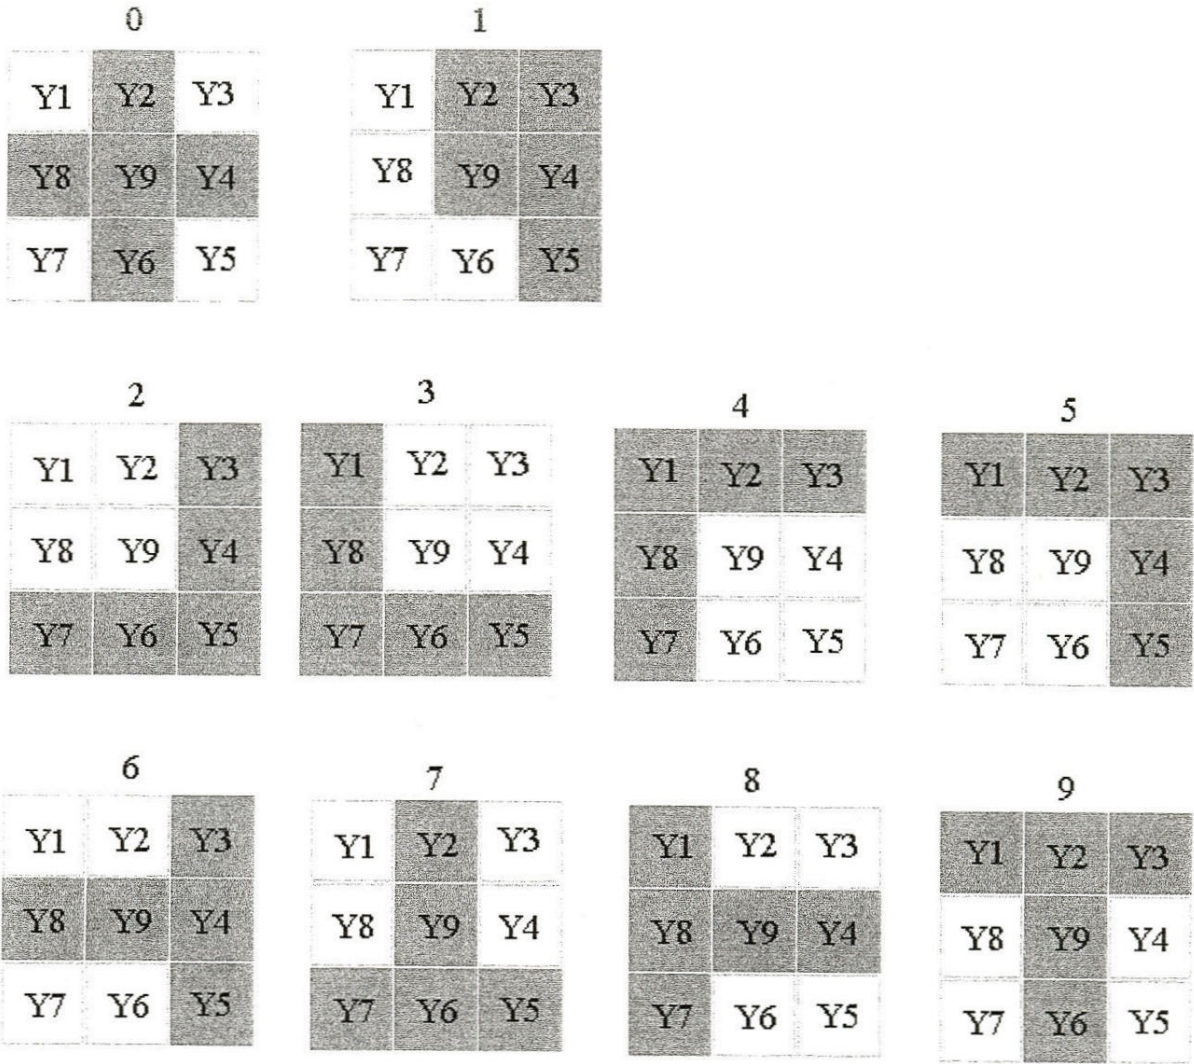 0 1
Y1 Y2 Y3 Y1 Y2 Y3
Y8 Y9 Y4 Y8 Y9 Y4
Y7 Y6 Y5 Y7 Y6 Y5
2 3 4 5
Y1 Y2 Y3 Y1 Y2 Y3 Y1 Y2 Y3 Y1 Y2 Y3
Y8 Y9 Y4 Y8 Y9 Y4 Y8 Y9 Y4 Y8 Y9 Y4
Y7 Y6 Y5 Y7 Y6 Y5 Y7 Y6 Y5 Y7 Y6 Y5
6 7 8 9
Y1 Y2 Y3 Y1 Y2 Y3 Y1 Y2 Y3 Y1 Y2 Y3
Y8 Y9 Y4 Y8 Y9 Y4 Y8 Y9 Y4 Y8 Y9 Y4
Y7 Y6 Y5 Y7 Y6 Y5 Y7 Y6 Y5 Y7 Y6 Y5